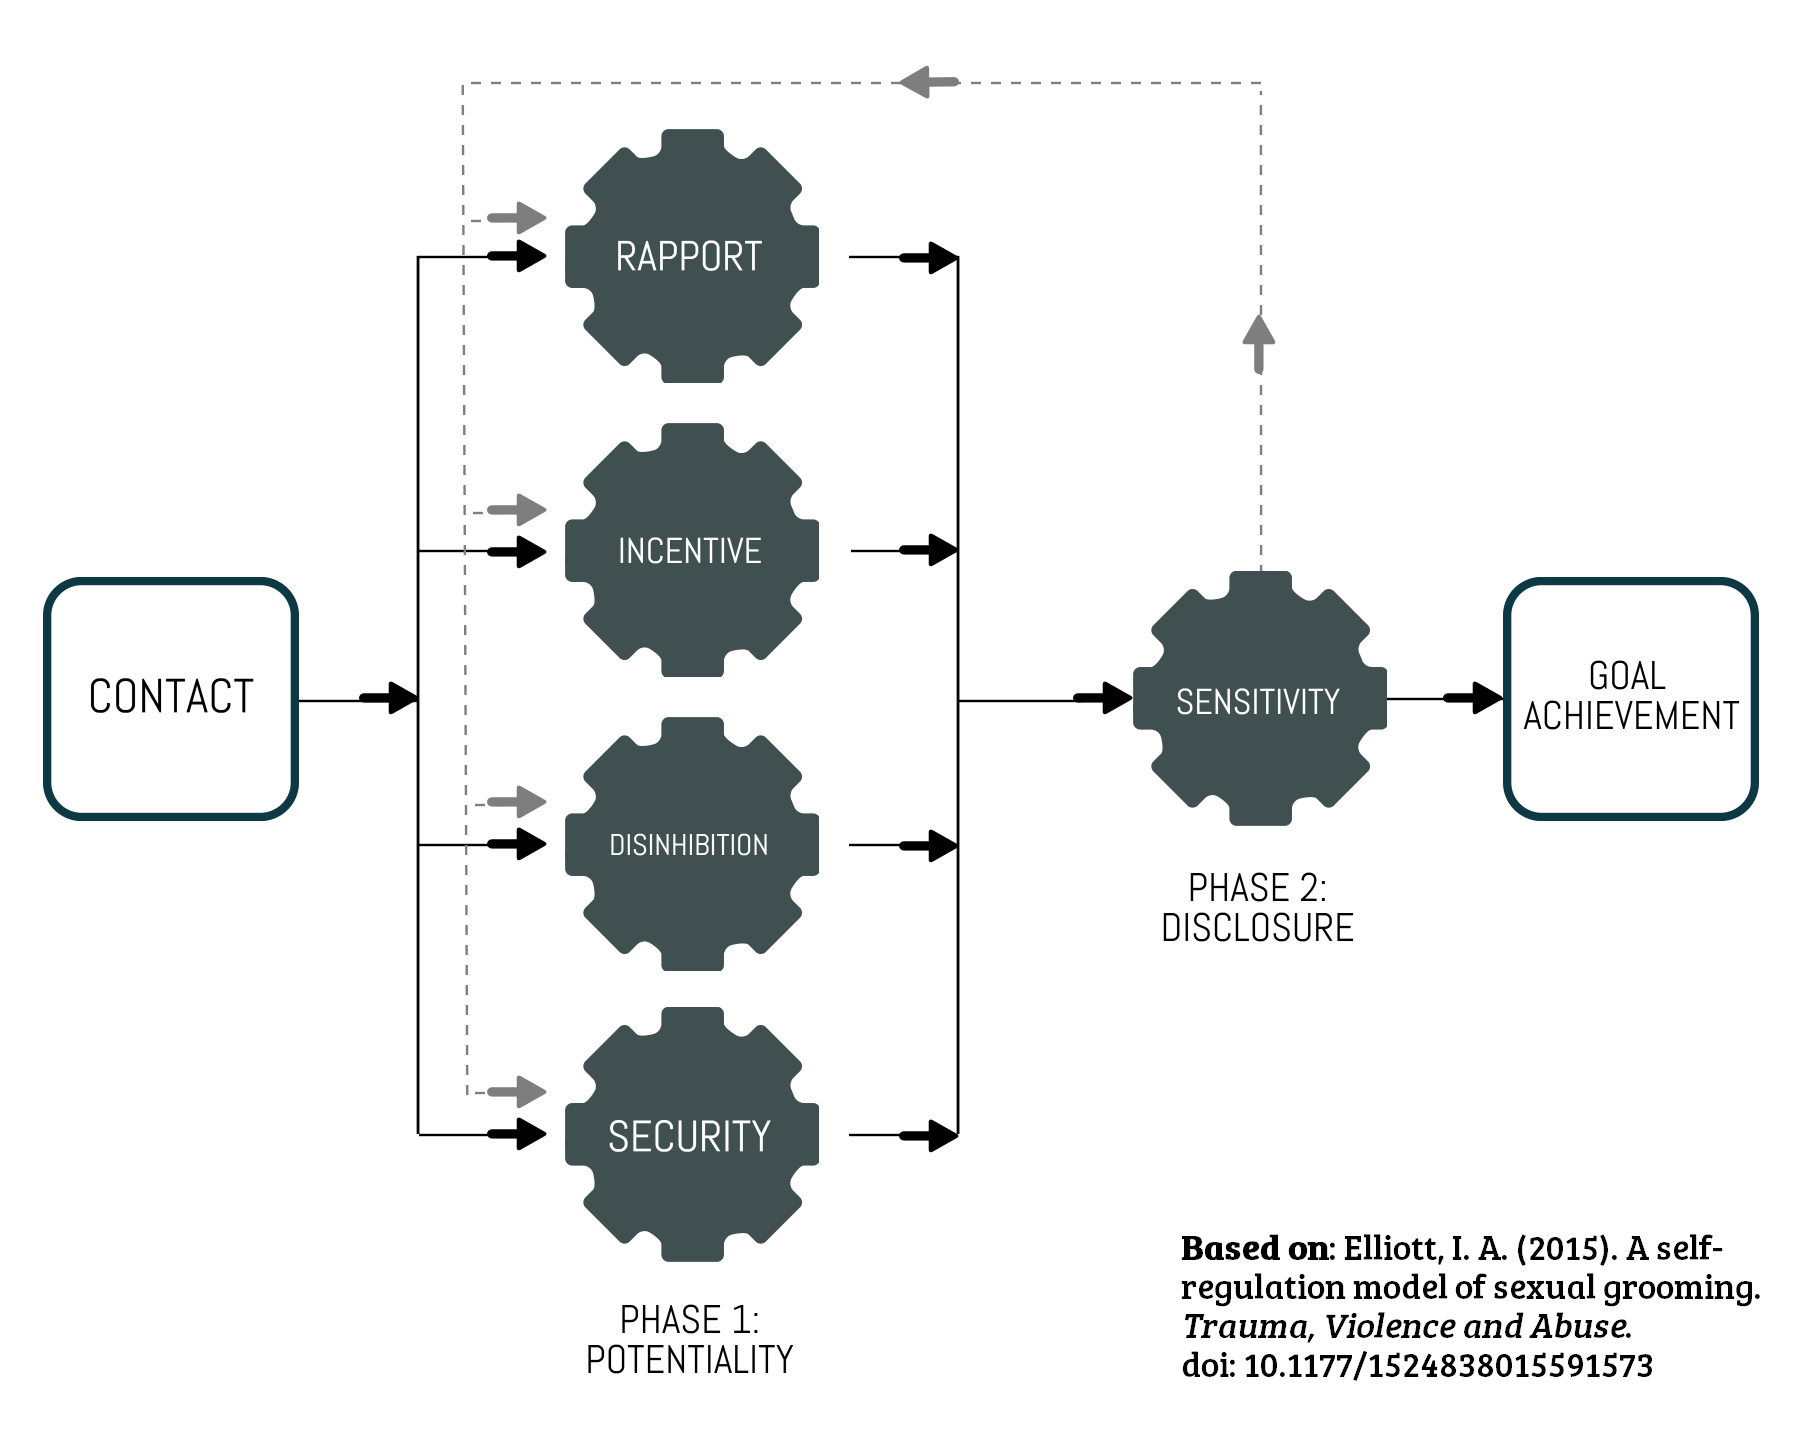 RAPPORT
INCENTIVE
CONTACT
GOAL
ACHIEVEMENT
SENSITIVITY
DISINHIBITION
PHASE 2:
DISCLOSURE
SECURITY
PHASE 1:
POTENTIALITY
Based on: Elliott, I. A. (2015). A self-
regulation model of sexual grooming.
Trauma, Violence and Abuse.
doi: 10.1177/1524838015591573